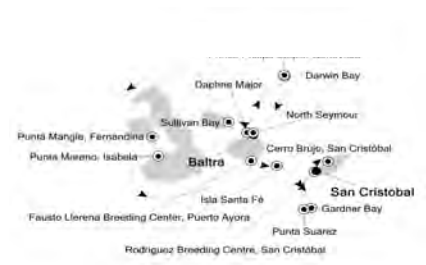 Darwin Bay
Daphne Major
North Seymour
Sullivan Bay
Punta Mangle, Fernandina
Cerro Brujo, San Cristóbal
Punta Moreno, Isabela
Baltra
San Cristobal
Isla Santa Fé
Gardner Bay
Fausto Llerena Breeding Center, Puerto Ayora
Punta Suarez
Rodriguez Breeding Centre, San Cristóbal